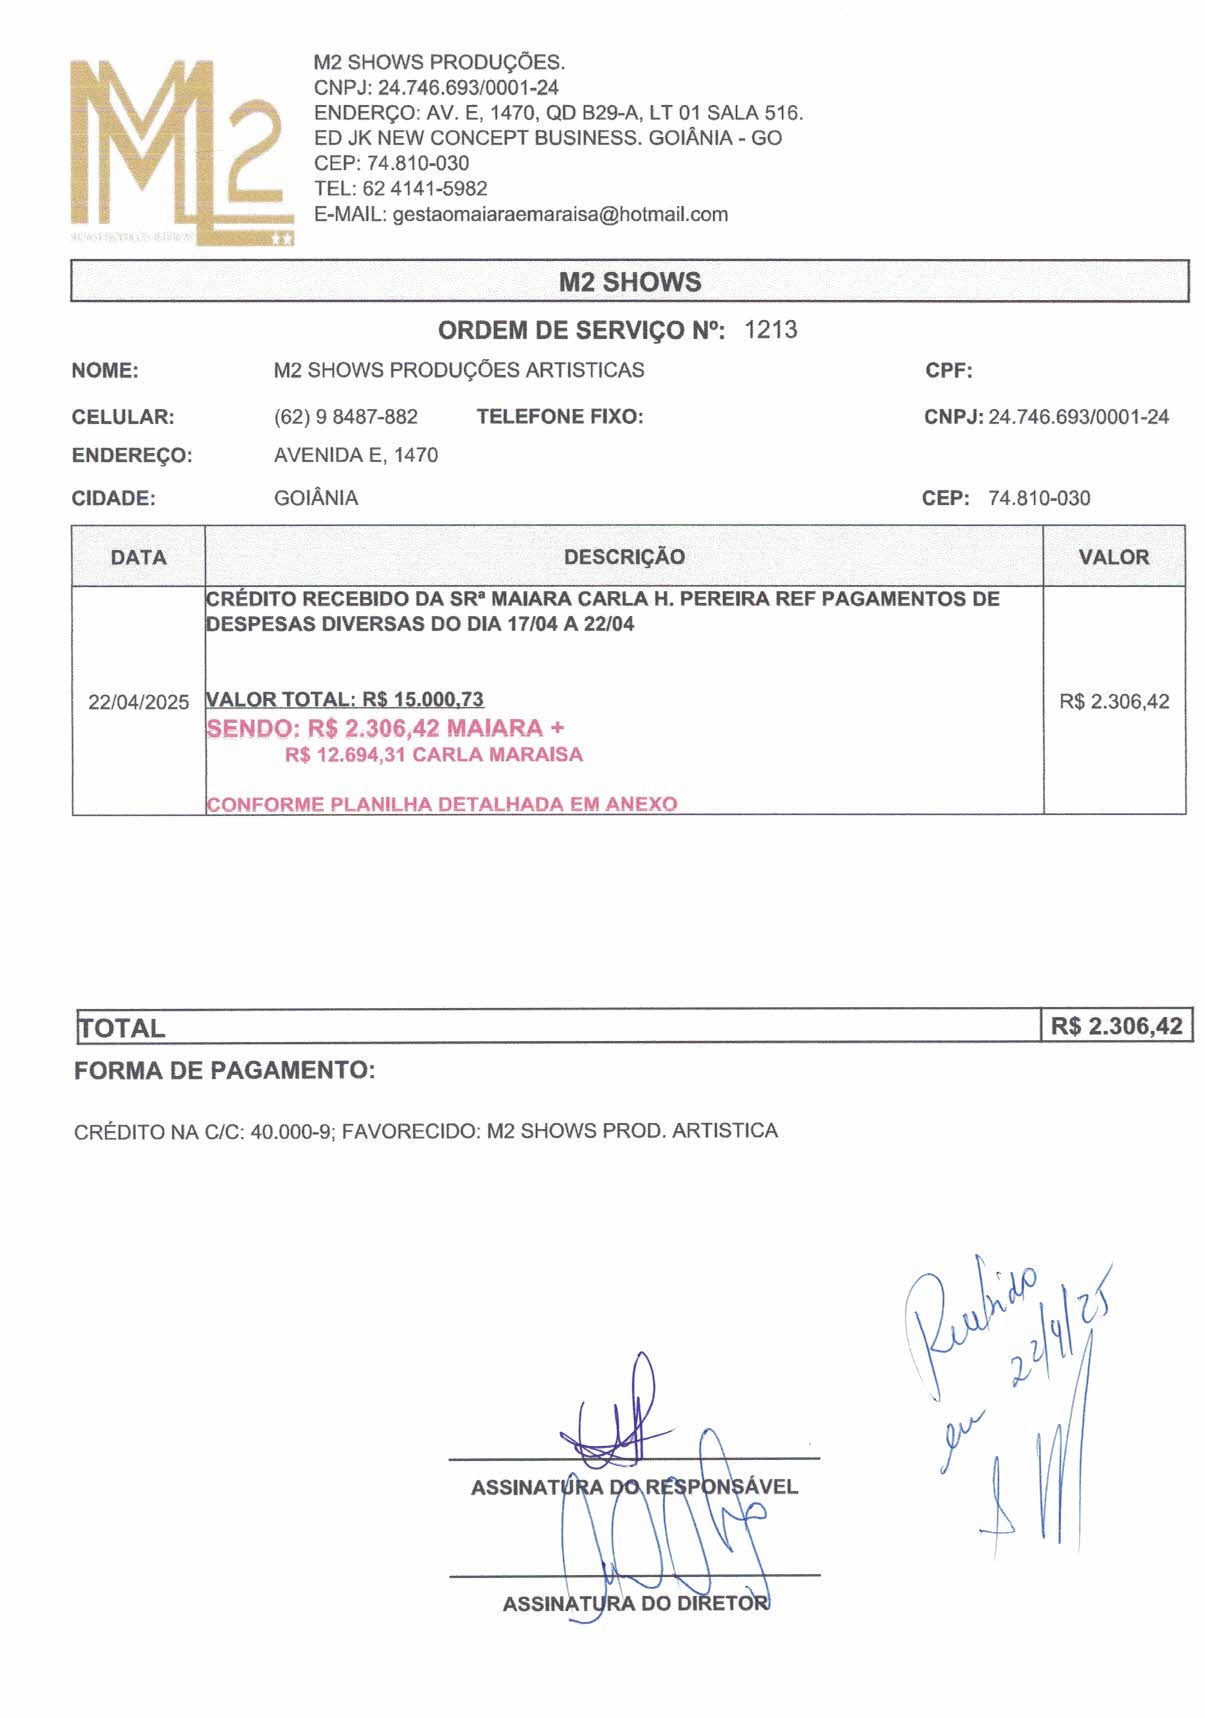 M2
M2 SHOWS PRODUÇÕES.
CNPJ: 24.746.693/0001-24
ENDERÇO: AV. E, 1470, QD B29-A, LT 01 SALA 516.
ED JK NEW CONCEPT BUSINESS. GOIÂNIA - GO
CEP: 74.810-030
TEL: 62 4141-5982
E-MAIL: gestaomaiaraemaraisa@hotmail.com
M2 SHOWS
ORDEM DE SERVIÇO Nº: 1213
NOME: M2 SHOWS PRODUÇÕES ARTISTICAS CPF:
CELULAR: (62) 9 8487-882 TELEFONE FIXO: CNPJ: 24.746.693/0001-24
ENDEREÇO: AVENIDA E, 1470
CIDADE: GOIÂNIA CEP: 74.810-030
DATA DESCRIÇÃO VALOR
CRÉDITO RECEBIDO DA SRª MAIARA CARLA H. PEREIRA REF PAGAMENTOS DE
DESPESAS DIVERSAS DO DIA 17/04 A 22/04
22/04/2025 VALOR TOTAL: R$ 15.000,73 R$ 2.306,42
SENDO: R$ 2.306,42 MAIARA +
R$ 12.694,31 CARLA MARAISA
CONFORME PLANILHA DETALHADA EM ANEXO
TOTAL R$ 2.306,42
FORMA DE PAGAMENTO:
CRÉDITO NA C/C: 40.000-9; FAVORECIDO: M2 SHOWS PROD. ARTISTICA
Recebido
em 22/4/25
ASSINATURA DO RESPONSÁVEL
ASSINATURA DO DIRETOR